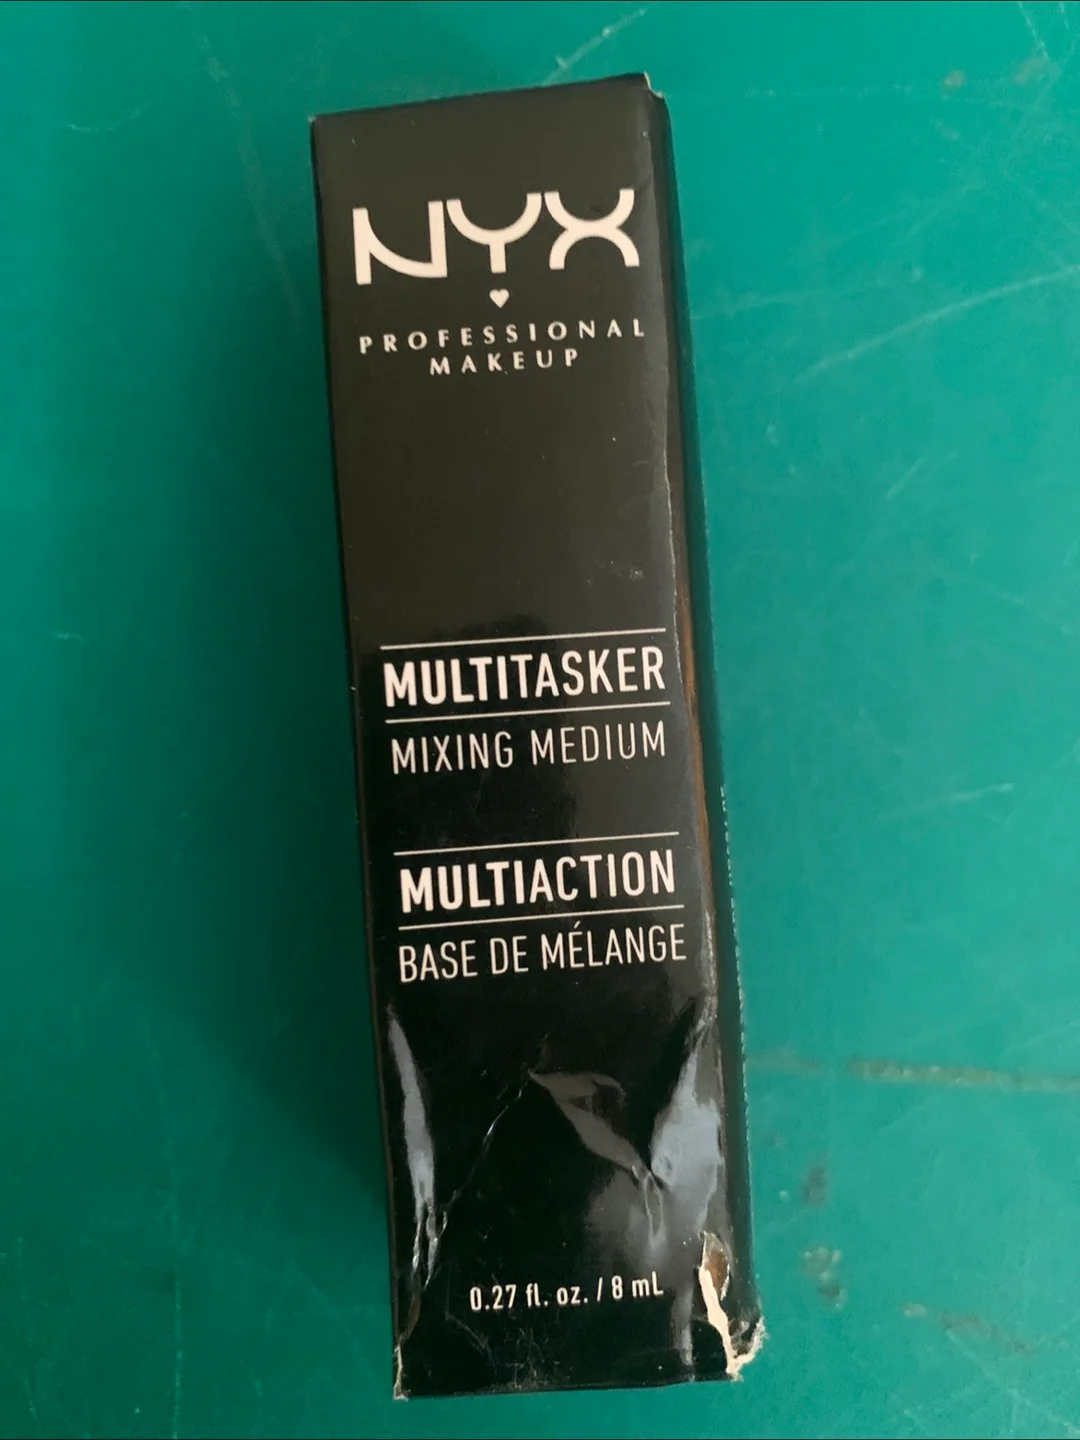 NYX
PROFESSIONAL
MAKEUP
MULTITASKER
MIXING MEDIUM
MULTIACTION
BASE DE MÉLANGE
0.27 fl. oz. / 8 mL